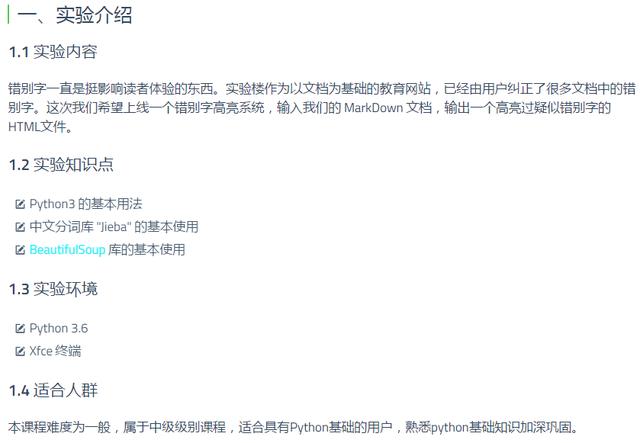 一、实验介绍
1.1 实验内容
错别字一直是挺影响读者体验的东西。实验楼作为以文档为基础的教育网站，已经由用户纠正了很多文档中的错
别字。这次我们希望上线一个错别字高亮系统，输入我们的 MarkDown 文档，输出一个高亮过疑似错别字的
HTML文件。
1.2 实验知识点
Python3 的基本用法
中文分词库 "Jieba" 的基本使用
BeautifulSoup 库的基本使用
1.3 实验环境
Python 3.6
Xfce 终端
1.4 适合人群
本课程难度为一般，属于中级级别课程，适合具有Python基础的用户，熟悉python基础知识加深巩固。